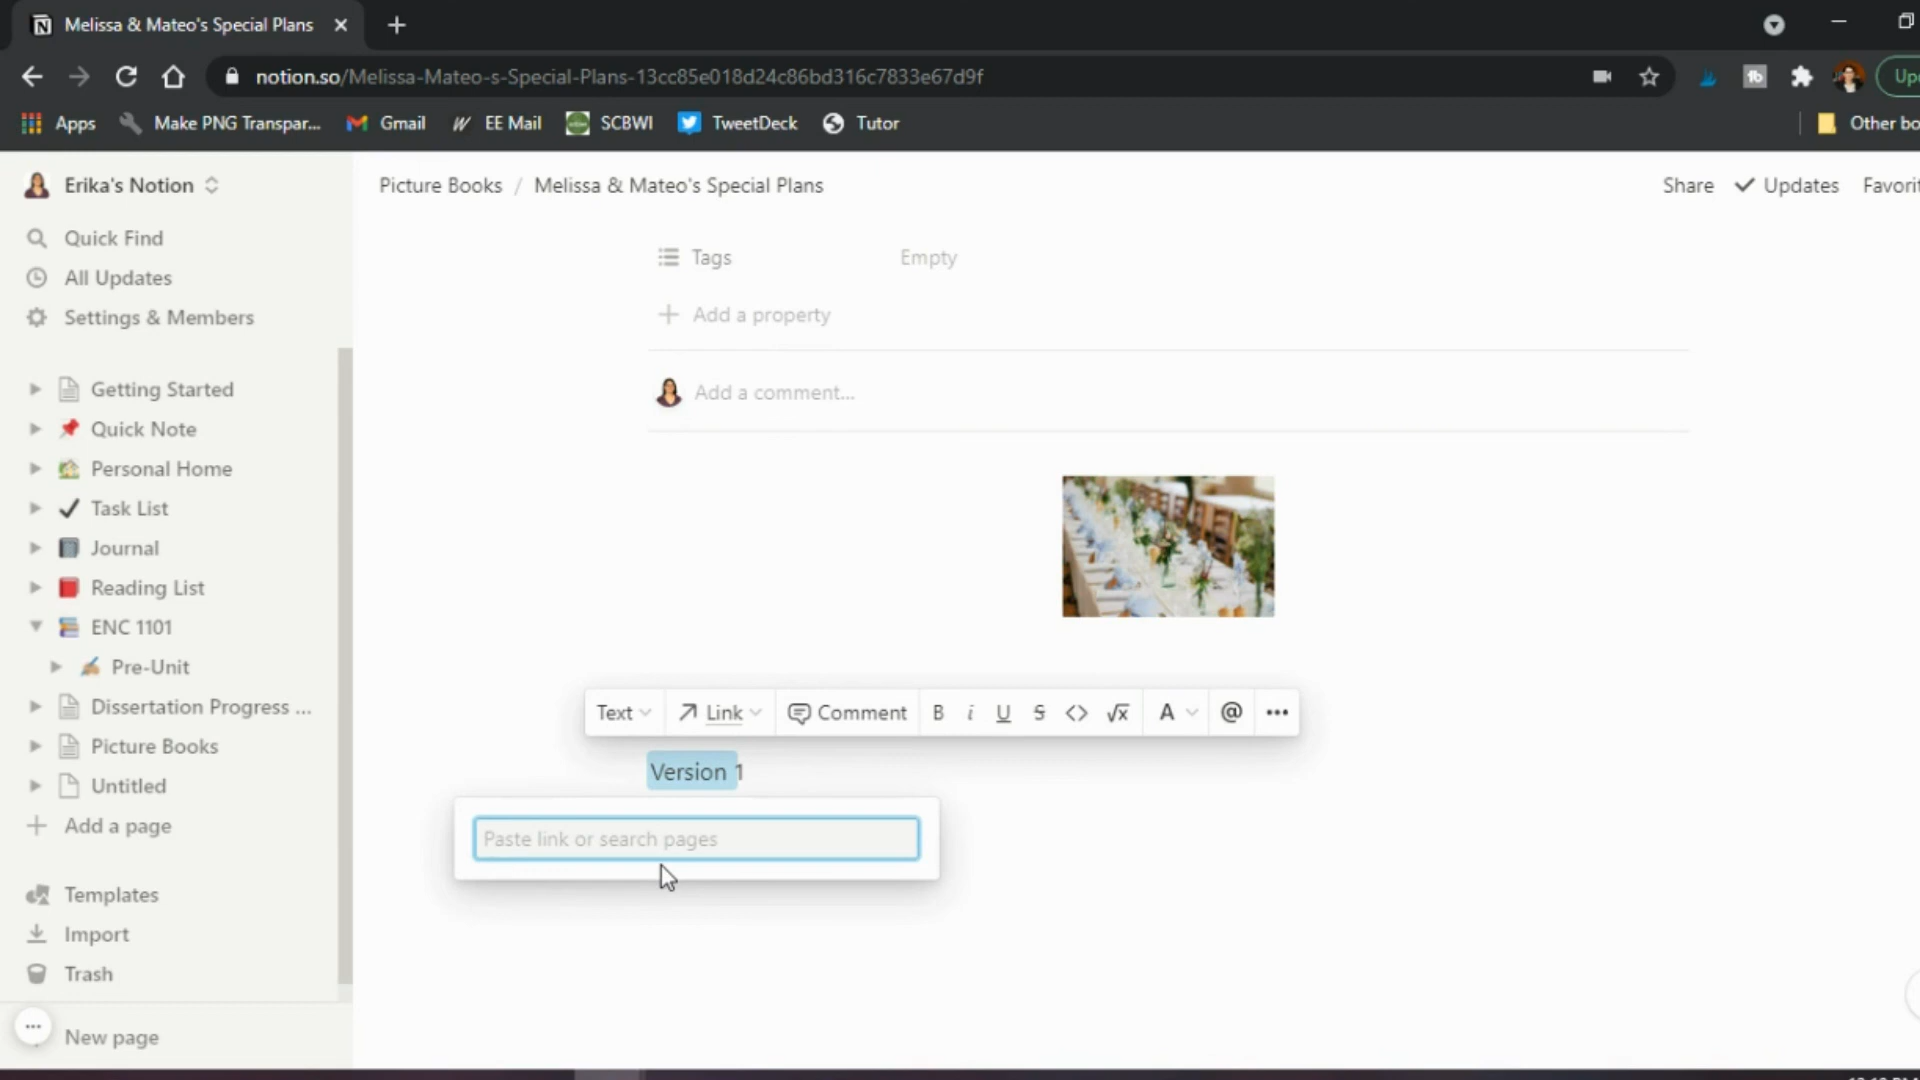 Melissa & Mateo's Special Plans
notion.so/Melissa-Mateo-s-Special-Plans-13cc85e018d24c86bd316c7833e67d9f
Apps Make PNG Transpar... Gmail EE Mail SCBWI TweetDeck Tutor
Erika's Notion
Quick Find
All Updates
Settings & Members
Getting Started
Quick Note
Personal Home
Task List
Journal
Reading List
ENC 1101
Pre-Unit
Dissertation Progress ...
Picture Books
Untitled
Add a page
Templates
Import
Trash
New page
Picture Books / Melissa & Mateo's Special Plans
Share Updates
Tags Empty
Add a property
Add a comment...
Text Link Comment B i U S <> √x A @ •••
Version 1
Paste link or search pages